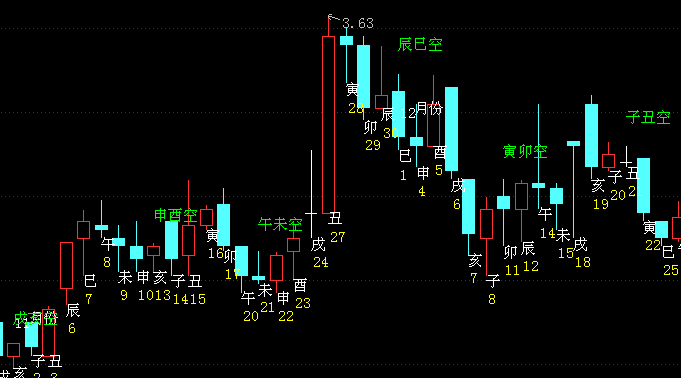 3.63
辰巳空
子丑空
寅卯空
申酉空
午未空
戌亥空
11月份
12月份
戌
亥
子
2
丑
3
辰
6
巳
7
午
8
未
9
申
10
亥
13
子
14
丑
15
寅
16
卯
17
午
20
未
21
申
22
酉
23
戌
24
丑
27
寅
28
卯
29
辰
30
巳
1
申
4
酉
5
戌
6
亥
7
子
8
卯
11
辰
12
午
14
未
15
戌
18
亥
19
子
20
丑
2
寅
22
巳
25